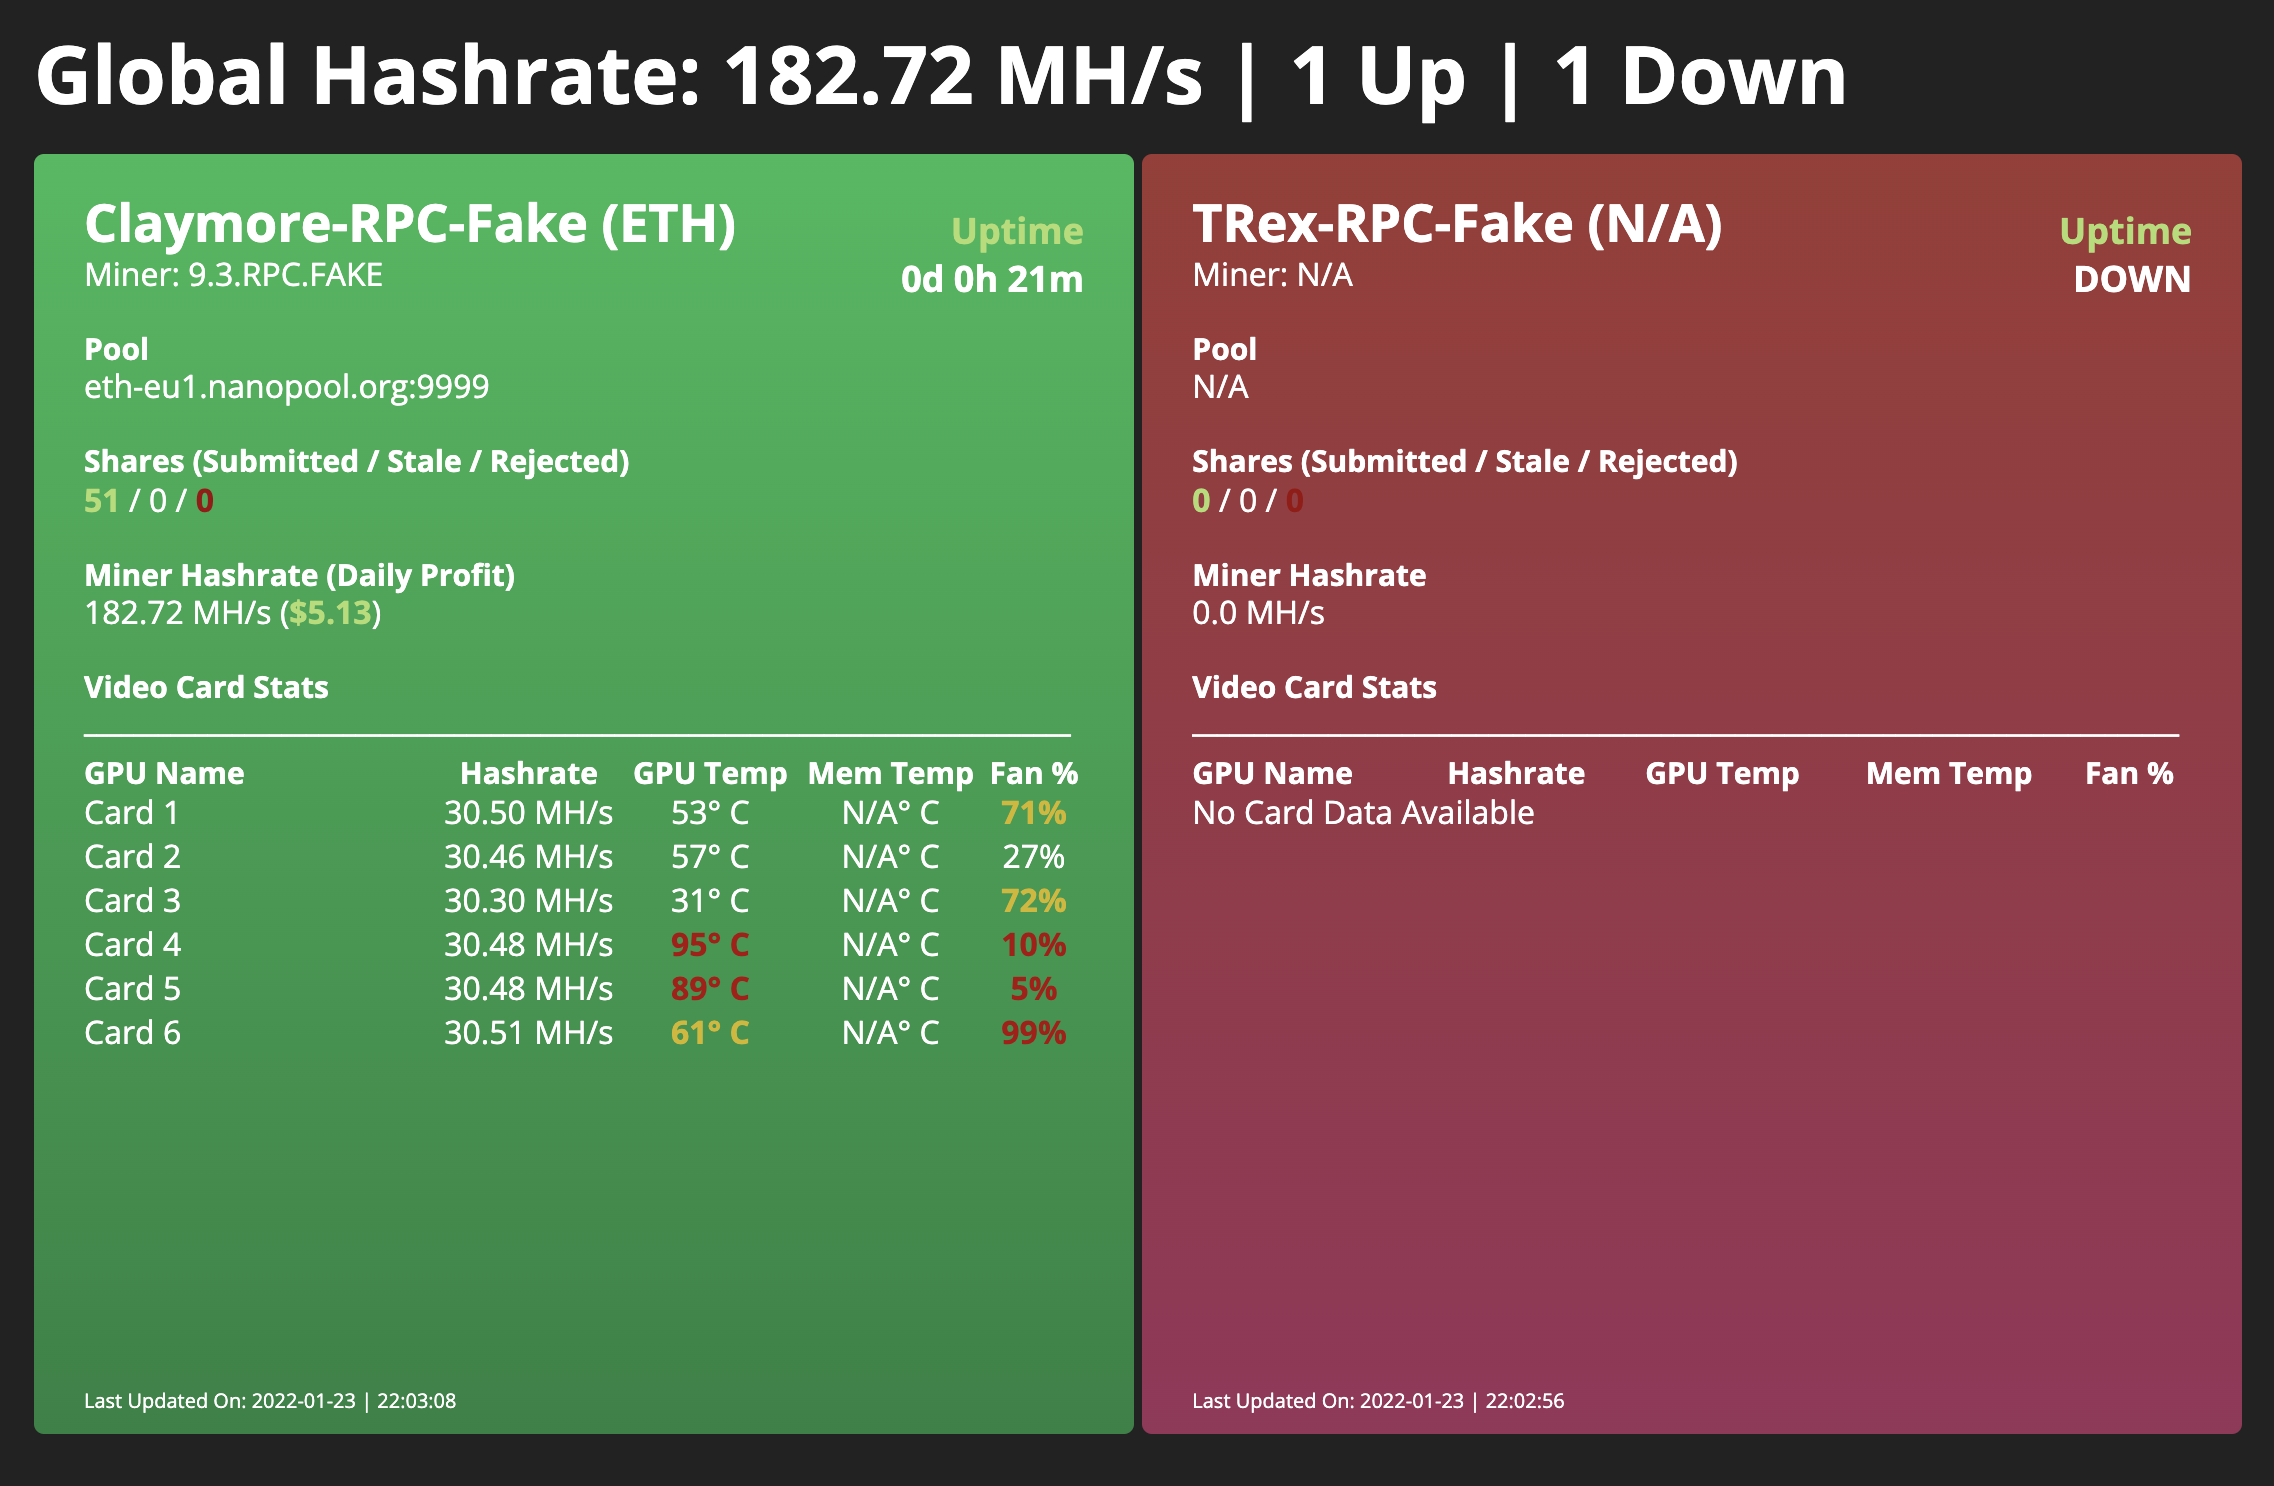 Global Hashrate: 182.72 MH/s | 1 Up | 1 Down
Claymore-RPC-Fake (ETH)
Uptime
Miner: 9.3.RPC.FAKE
0d 0h 21m
Pool
eth-eu1.nanopool.org:9999
Shares (Submitted / Stale / Rejected)
51 / 0 / 0
Miner Hashrate (Daily Profit)
182.72 MH/s ($5.13)
Video Card Stats
GPU Name Hashrate GPU Temp Mem Temp Fan %
Card 1 30.50 MH/s 53° C N/A° C 71%
Card 2 30.46 MH/s 57° C N/A° C 27%
Card 3 30.30 MH/s 31° C N/A° C 72%
Card 4 30.48 MH/s 95° C N/A° C 10%
Card 5 30.48 MH/s 89° C N/A° C 5%
Card 6 30.51 MH/s 61° C N/A° C 99%
Last Updated On: 2022-01-23 | 22:03:08
TRex-RPC-Fake (N/A)
Uptime
Miner: N/A
DOWN
Pool
N/A
Shares (Submitted / Stale / Rejected)
0 / 0 / 0
Miner Hashrate
0.0 MH/s
Video Card Stats
GPU Name Hashrate GPU Temp Mem Temp Fan %
No Card Data Available
Last Updated On: 2022-01-23 | 22:02:56